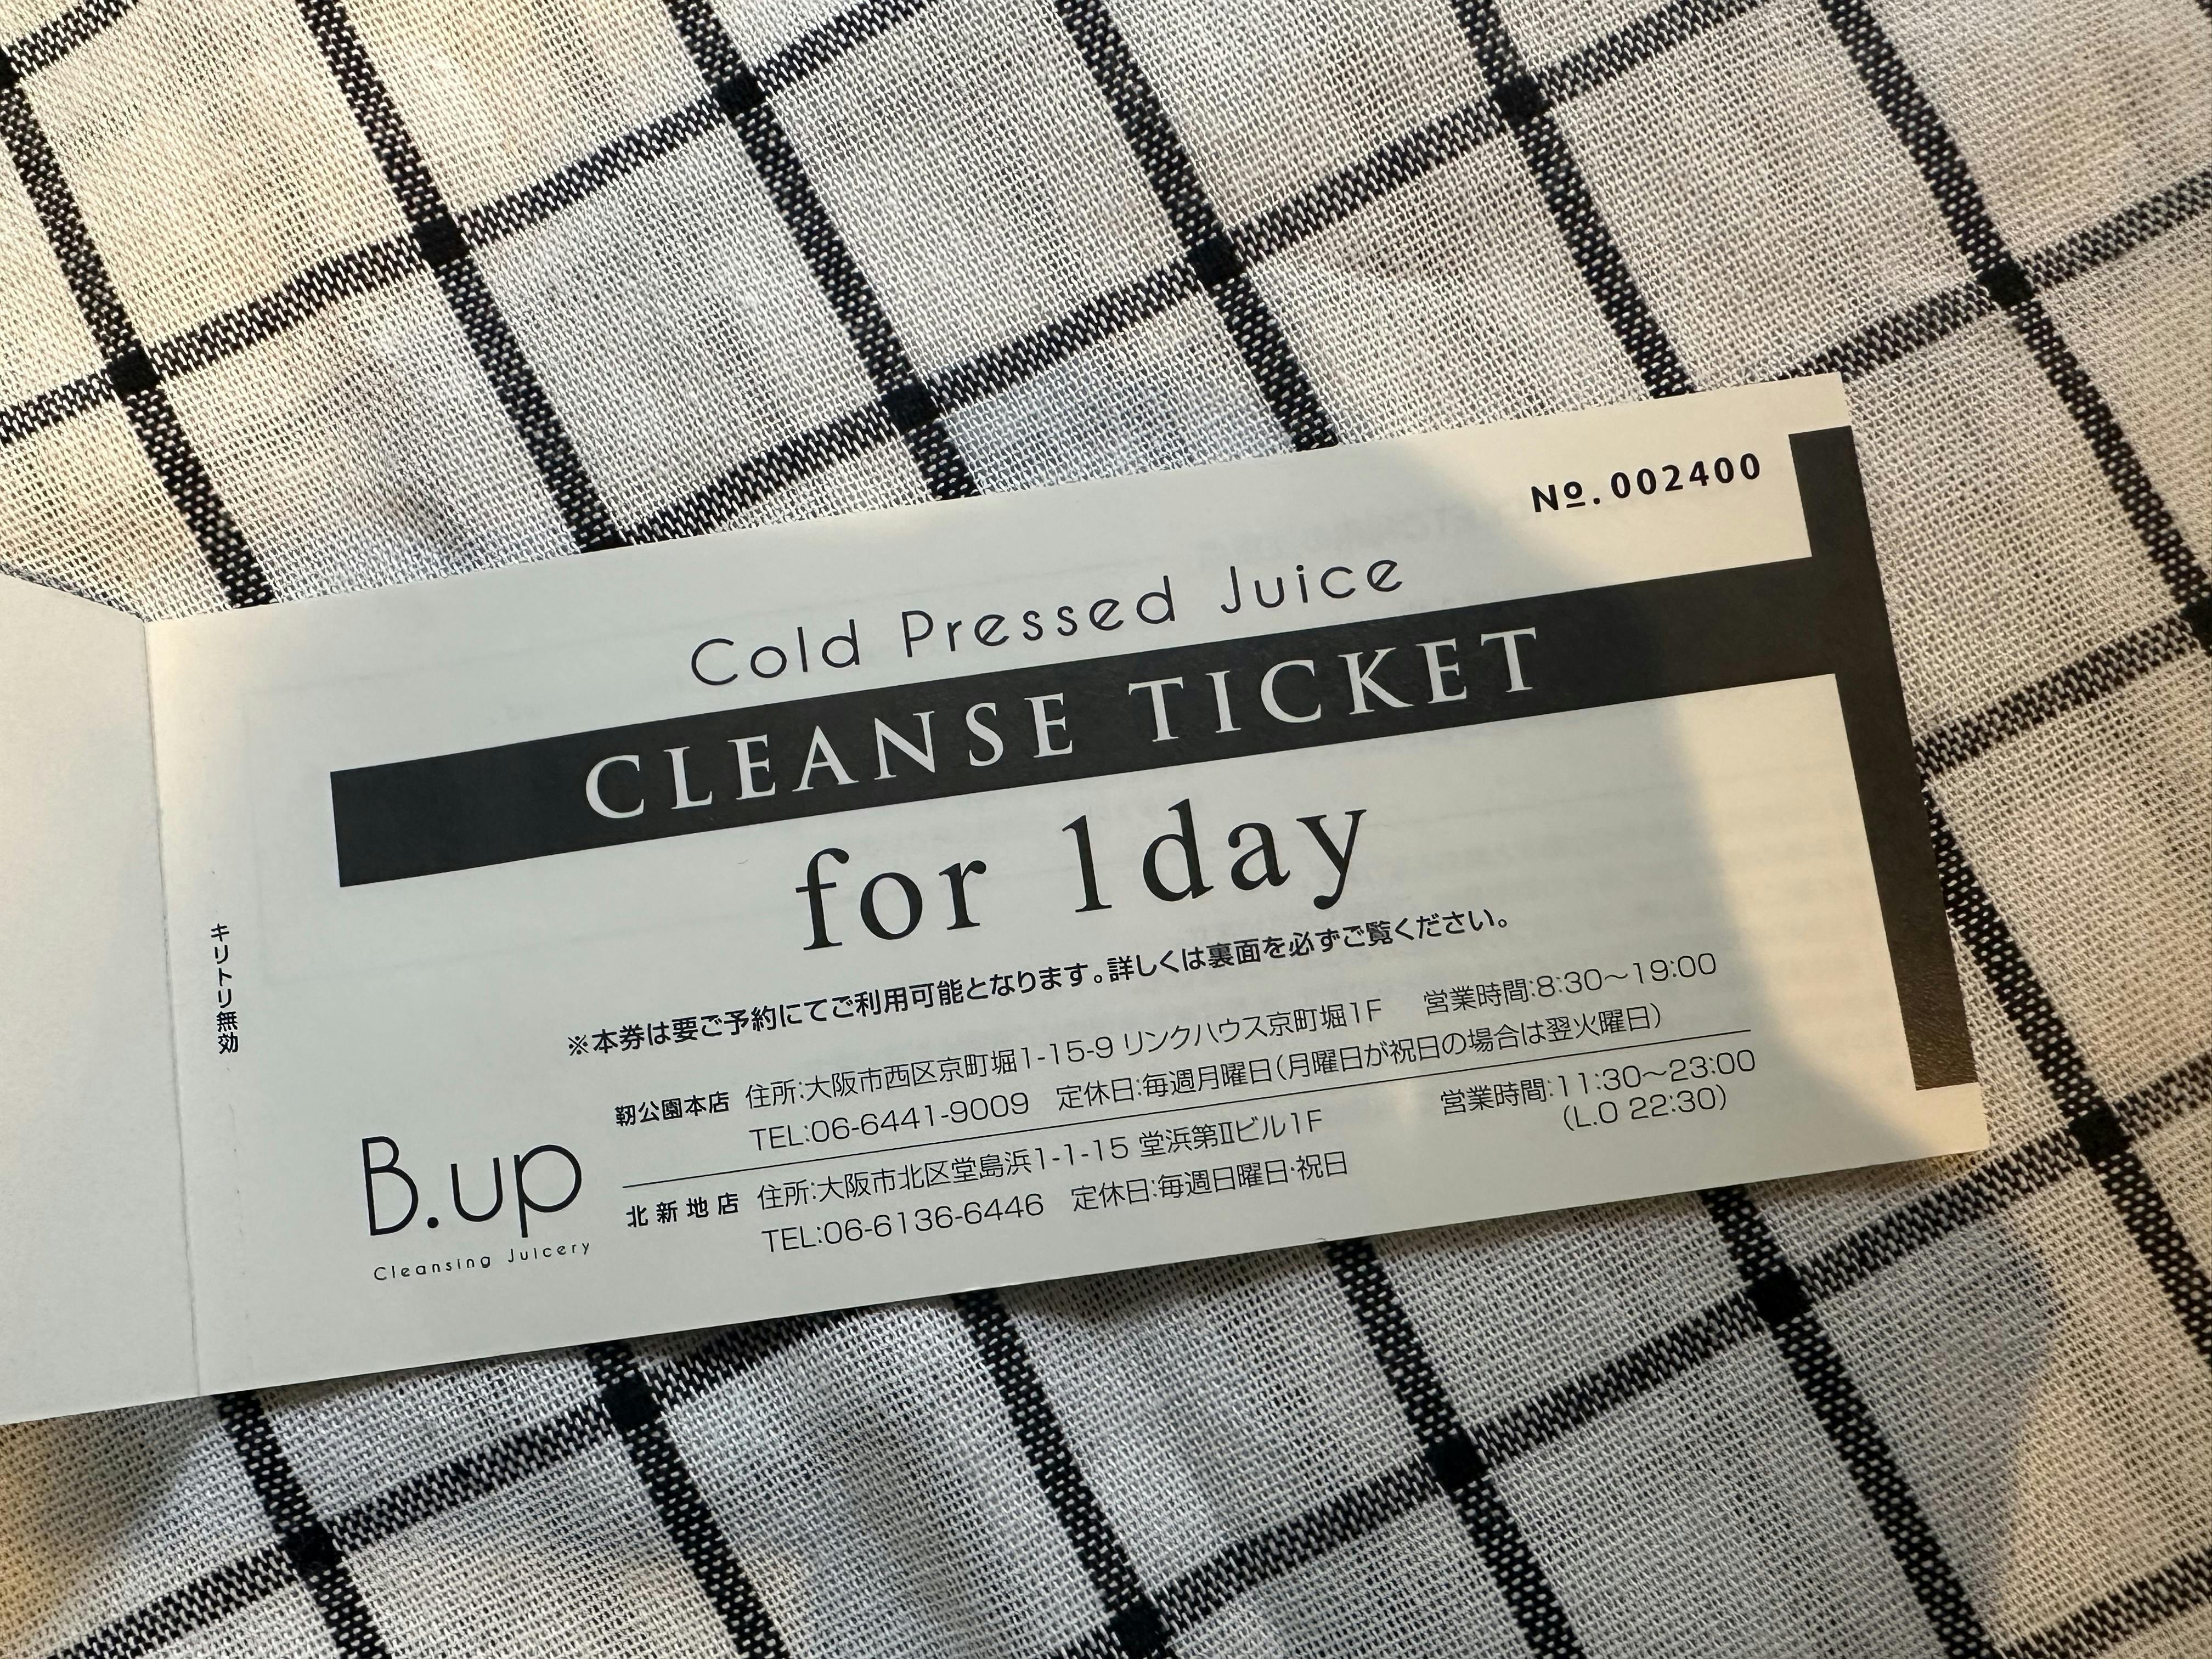 No.002400
Cold Pressed Juice
CLEANSE TICKET
for 1day
※本券は要ご予約にてご利用可能となります。詳しくは裏面を必ずご覧ください。
キリトリ無効
靭公園本店 住所:大阪市西区京町堀1-15-9 リンクハウス京町堀1F 営業時間:8:30〜19:00
TEL:06-6441-9009 定休日:毎週月曜日(月曜日が祝日の場合は翌火曜日)
北新地店 住所:大阪市北区堂島浜1-1-15 堂浜第Ⅱビル1F 営業時間:11:30〜23:00
(L.O 22:30)
TEL:06-6136-6446 定休日:毎週日曜日·祝日
B.up
Cleansing Juicery